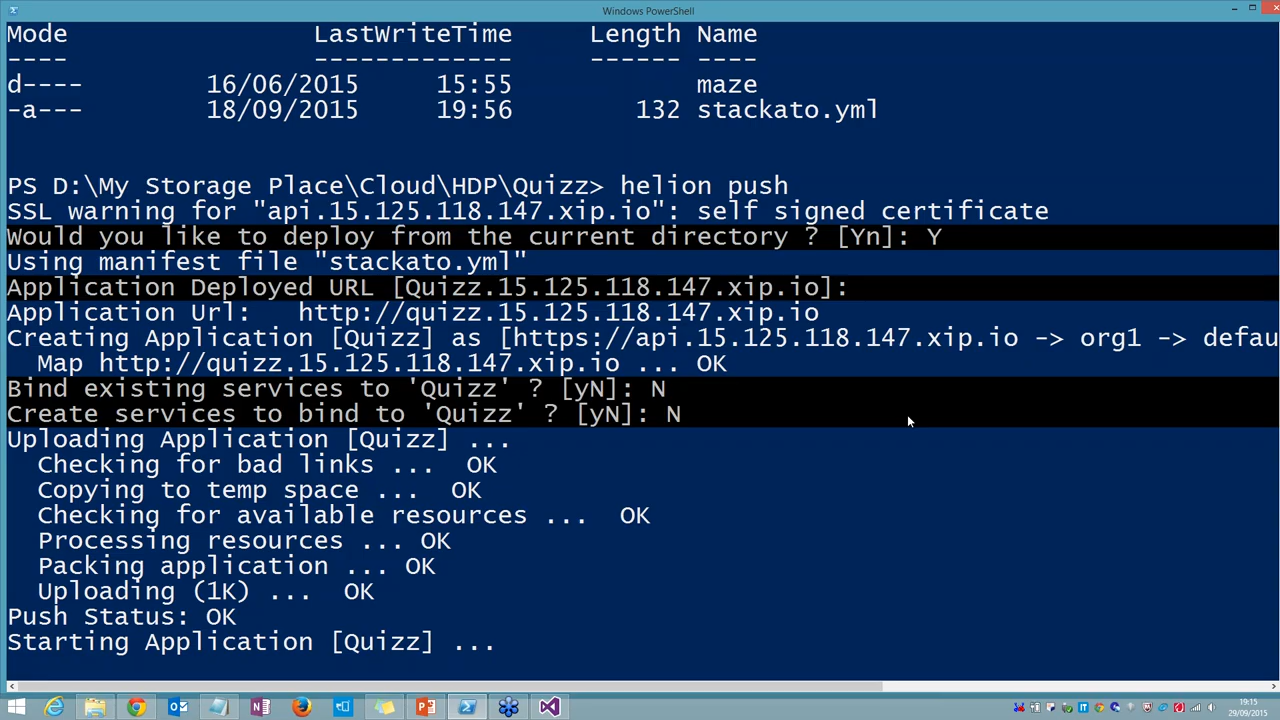 Windows PowerShell
Mode LastWriteTime Length Name
---- ------------- ------ ----
d---- 16/06/2015 15:55 maze
-a--- 18/09/2015 19:56 132 stackato.yml
PS D:\My Storage Place\Cloud\HDP\Quizz> helion push
SSL warning for "api.15.125.118.147.xip.io": self signed certificate
Would you like to deploy from the current directory ? [Yn]: Y
Using manifest file "stackato.yml"
Application Deployed URL [Quizz.15.125.118.147.xip.io]:
Application Url: http://quizz.15.125.118.147.xip.io
Creating Application [Quizz] as [https://api.15.125.118.147.xip.io -> org1 -> defau
Map http://quizz.15.125.118.147.xip.io ... OK
Bind existing services to 'Quizz' ? [yN]: N
Create services to bind to 'Quizz' ? [yN]: N
Uploading Application [Quizz] ...
Checking for bad links ... OK
Copying to temp space ... OK
Checking for available resources ... OK
Processing resources ... OK
Packing application ... OK
Uploading (1K) ... OK
Push Status: OK
Starting Application [Quizz] ...
19:15
29/09/2015